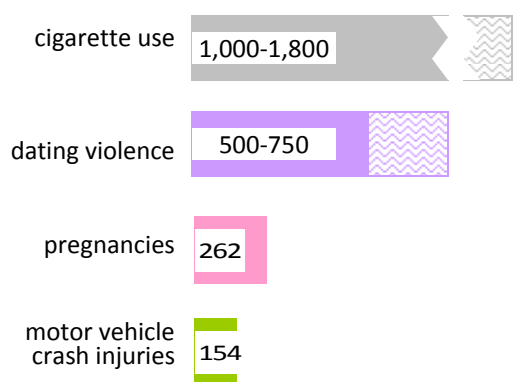 cigarette use
1,000-1,800
dating violence
500-750
pregnancies
262
motor vehicle
crash injuries
154